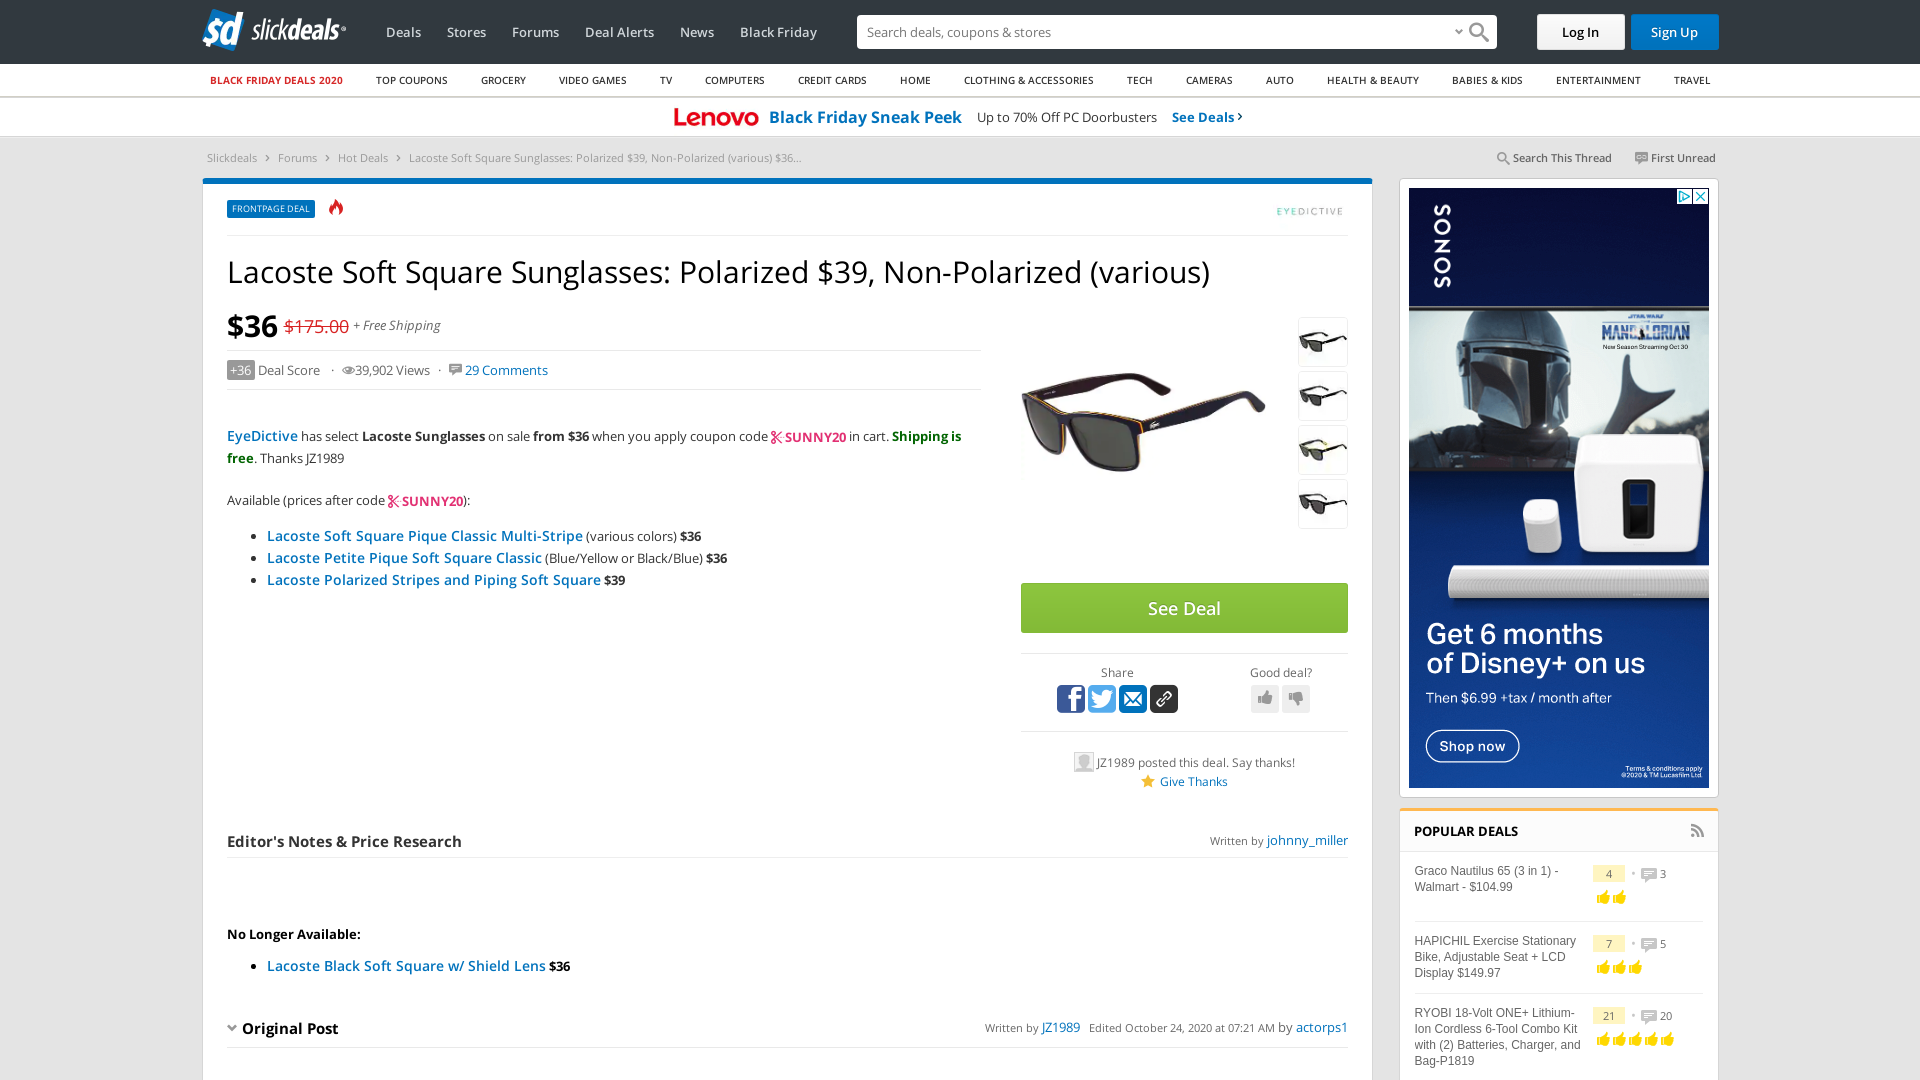 sd slickdeals
Deals Stores Forums Deal Alerts News Black Friday
Search deals, coupons & shops
Log In
Sign Up
BLACK FRIDAY DEALS 2020 TOP COUPONS GROCERY VIDEO GAMES TV COMPUTERS CREDIT CARDS HOME CLOTHING & ACCESSORIES TECH CAMERAS AUTO HEALTH & BEAUTY BABIES & KIDS ENTERTAINMENT TRAVEL
Lenovo Black Friday Sneak Peek Up to 70% Off PC Doorbusters See Deals ›
Slickdeals › Forums › Hot Deals › Lacoste Soft Square Sunglasses: Polarized $39, Non-Polarized (various) $36...
Search This Thread First Unread
FRONTPAGE DEAL
EYEDICTIVE
Lacoste Soft Square Sunglasses: Polarized $39, Non-Polarized (various)
$36 $175.00 + Free Shipping
+36 Deal Score · 39,902 Views · 29 Comments
EyeDictive has select Lacoste Sunglasses on sale from $36 when you apply coupon code SUNNY20 in cart. Shipping is
free. Thanks JZ1989
Available (prices after code SUNNY20):
Lacoste Soft Square Pique Classic Multi-Stripe (various colors) $36
Lacoste Petite Pique Soft Square Classic (Blue/Yellow or Black/Blue) $36
Lacoste Polarized Stripes and Piping Soft Square $39
See Deal
Share
Good deal?
JZ1989 posted this deal. Say thanks!
Give Thanks
Editor's Notes & Price Research
Written by johnny_miller
No Longer Available:
Lacoste Black Soft Square w/ Shield Lens $36
Original Post
Written by JZ1989 Edited October 24, 2020 at 07:21 AM by actorps1
SONOS
STAR WARS
MANDALORIAN
New Season Streaming Oct 30
Get 6 months
of Disney+ on us
Then $6.99 +tax / month after
Shop now
Terms & conditions apply
©2020 & TM Lucasfilm Ltd.
POPULAR DEALS
Graco Nautilus 65 (3 in 1) -
Walmart - $104.99
4 • 3
HAPICHIL Exercise Stationary
Bike, Adjustable Seat + LCD
Display $149.97
7 • 5
RYOBI 18-Volt ONE+ Lithium-
Ion Cordless 6-Tool Combo Kit
with (2) Batteries, Charger, and
Bag-P1819
21 • 20